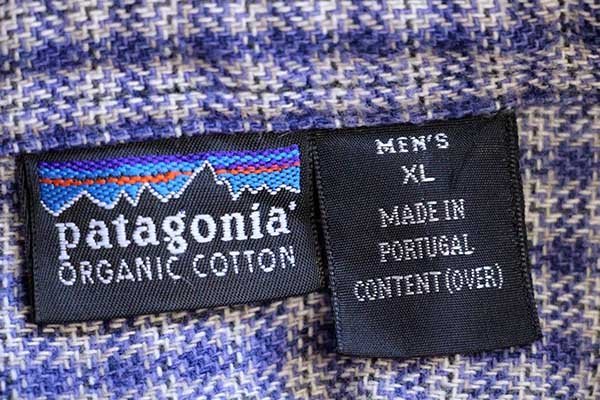 patagonia®
ORGANIC COTTON
MEN'S
XL
MADE IN
PORTUGAL
CONTENT (OVER)